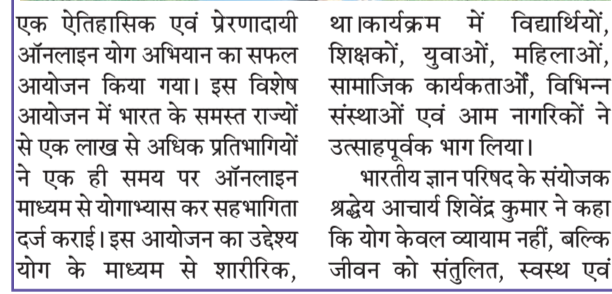 एक ऐतिहासिक एवं प्रेरणादायी
ऑनलाइन योग अभियान का सफल
आयोजन किया गया। इस विशेष
आयोजन में भारत के समस्त राज्यों
से एक लाख से अधिक प्रतिभागियों
ने एक ही समय पर ऑनलाइन
माध्यम से योगाभ्यास कर सहभागिता
दर्ज कराई। इस आयोजन का उद्देश्य
योग के माध्यम से शारीरिक,
था।कार्यक्रम में विद्यार्थियों,
शिक्षकों, युवाओं, महिलाओं,
सामाजिक कार्यकर्ताओं, विभिन्न
संस्थाओं एवं आम नागरिकों ने
उत्साहपूर्वक भाग लिया।
भारतीय ज्ञान परिषद के संयोजक
श्रद्धेय आचार्य शिवेंद्र कुमार ने कहा
कि योग केवल व्यायाम नहीं, बल्कि
जीवन को संतुलित, स्वस्थ एवं